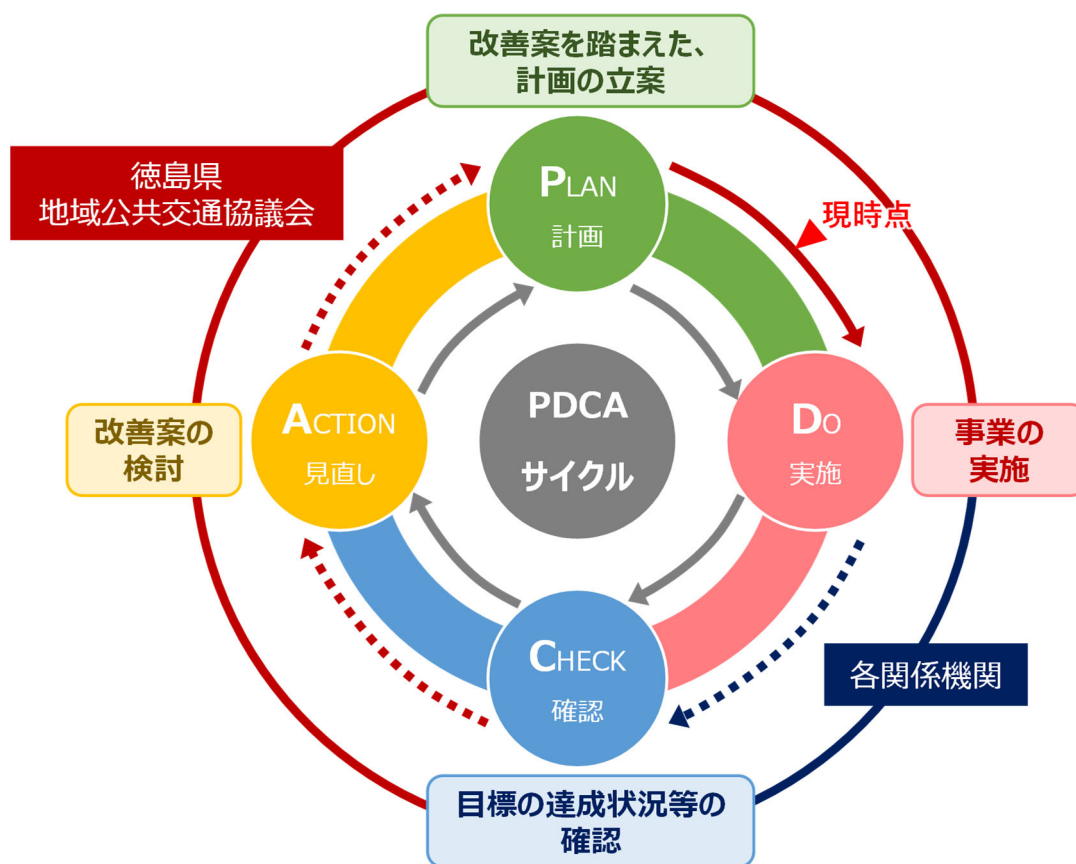 改善案を踏まえた、
計画の立案
徳島県
地域公共交通協議会
PLAN
計画
現時点
改善案の
検討
ACTION
見直し
PDCA
サイクル
DO
実施
事業の
実施
CHECK
確認
各関係機関
目標の達成状況等の
確認